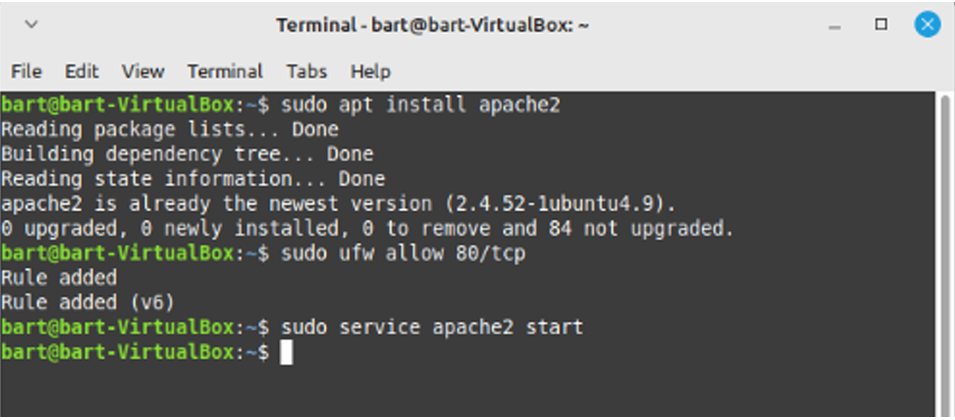 Terminal - bart@bart-VirtualBox: ~
File Edit View Terminal Tabs Help
bart@bart-VirtualBox:~$ sudo apt install apache2
Reading package lists... Done
Building dependency tree... Done
Reading state information... Done
apache2 is already the newest version (2.4.52-1ubuntu4.9).
0 upgraded, 0 newly installed, 0 to remove and 84 not upgraded.
bart@bart-VirtualBox:~$ sudo ufw allow 80/tcp
Rule added
Rule added (v6)
bart@bart-VirtualBox:~$ sudo service apache2 start
bart@bart-VirtualBox:~$